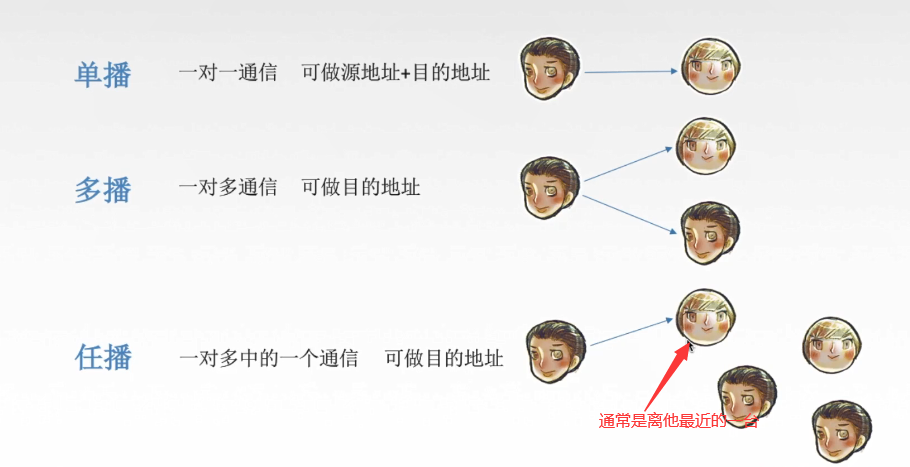 单播 一对一通信 可做源地址+目的地址
多播 一对多通信 可做目的地址
任播 一对多中的一个通信 可做目的地址
通常是离他最近的一台